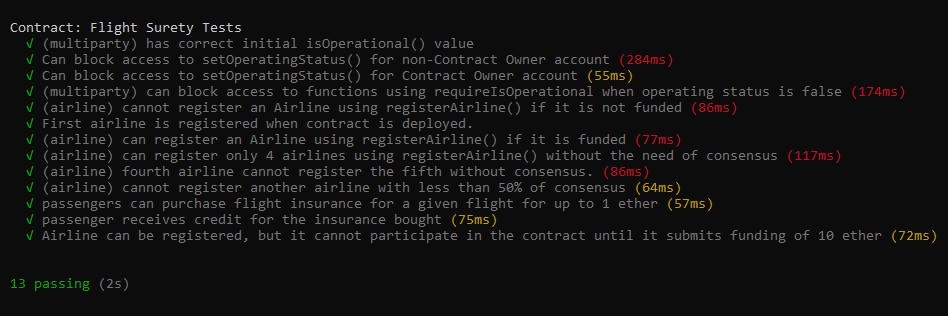 Contract: Flight Surety Tests
√ (multiparty) has correct initial isOperational() value
√ Can block access to setOperatingStatus() for non-Contract Owner account (284ms)
√ Can block access to setOperatingStatus() for Contract Owner account (55ms)
√ (multiparty) can block access to functions using requireIsOperational when operating status is false (174ms)
√ (airline) cannot register an Airline using registerAirline() if it is not funded (86ms)
√ First airline is registered when contract is deployed.
√ (airline) can register an Airline using registerAirline() if it is funded (77ms)
√ (airline) can register only 4 airlines using registerAirline() without the need of consensus (117ms)
√ (airline) fourth airline cannot register the fifth without consensus. (86ms)
√ (airline) cannot register another airline with less than 50% of consensus (64ms)
√ passengers can purchase flight insurance for a given flight for up to 1 ether (57ms)
√ passenger receives credit for the insurance bought (75ms)
√ Airline can be registered, but it cannot participate in the contract until it submits funding of 10 ether (72ms)
13 passing (2s)